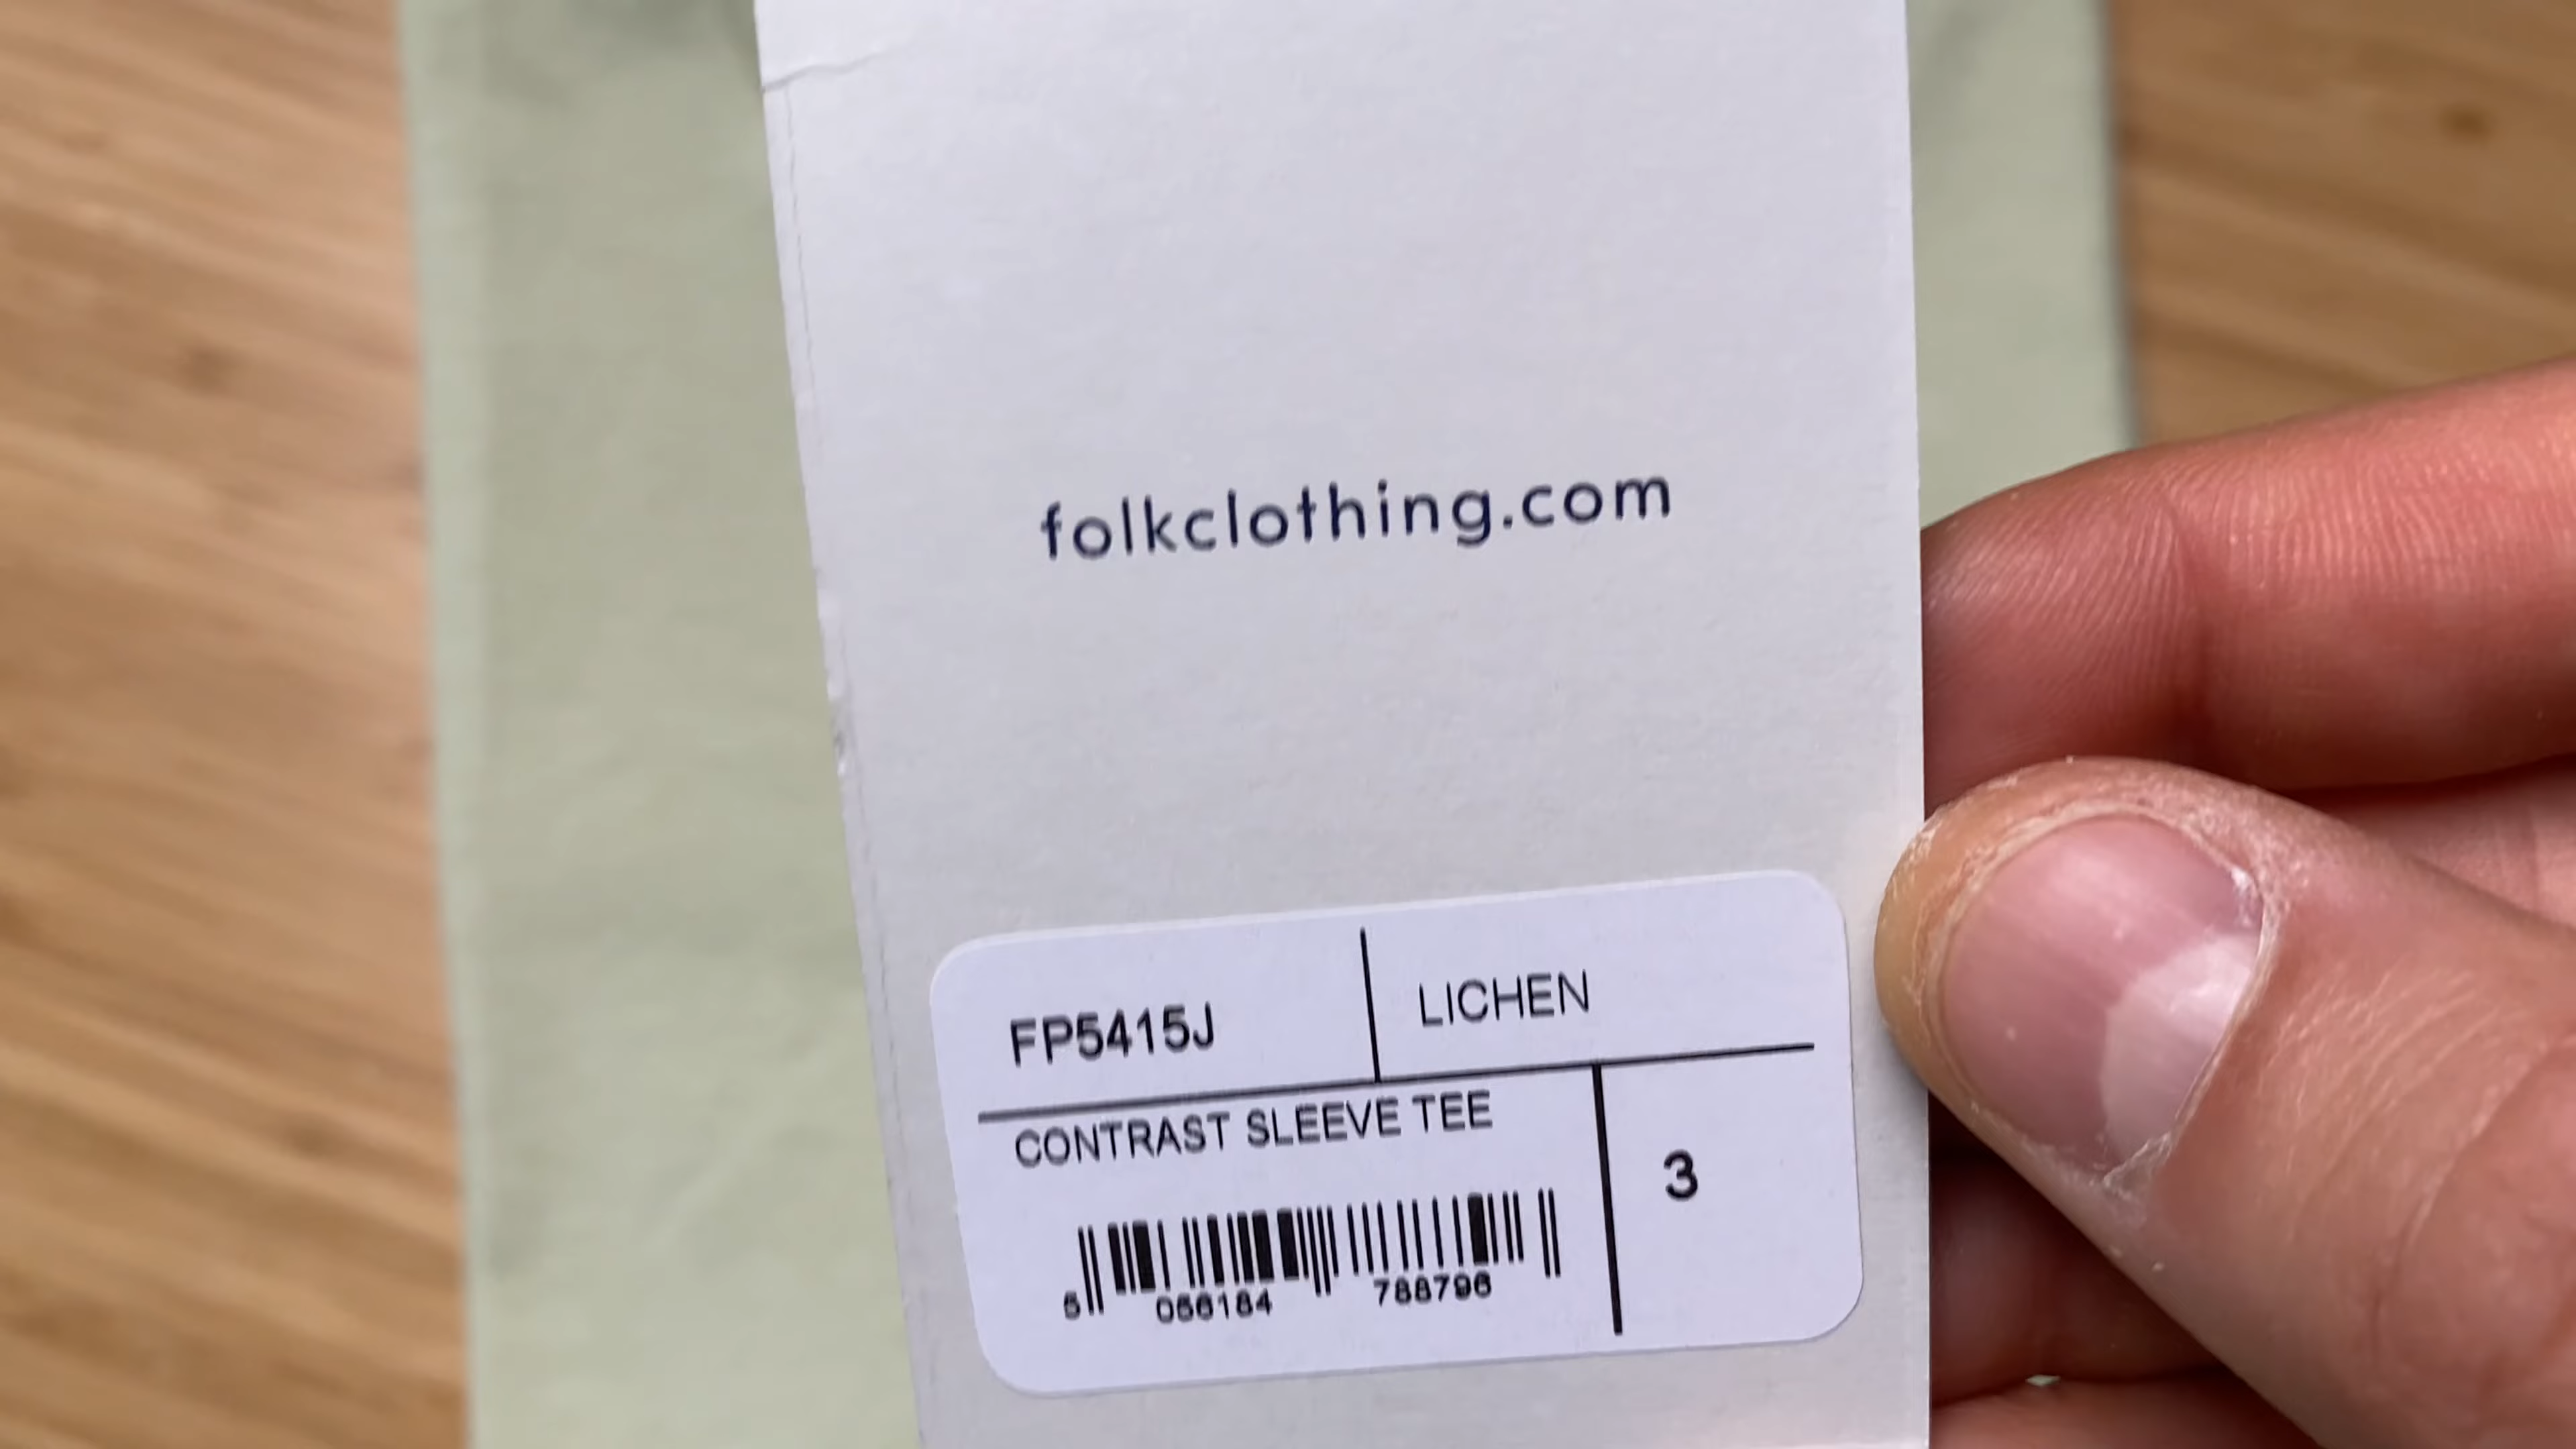 folkclothing.com
FP5415J
LICHEN
CONTRAST SLEEVE TEE
3
5 056184 788796